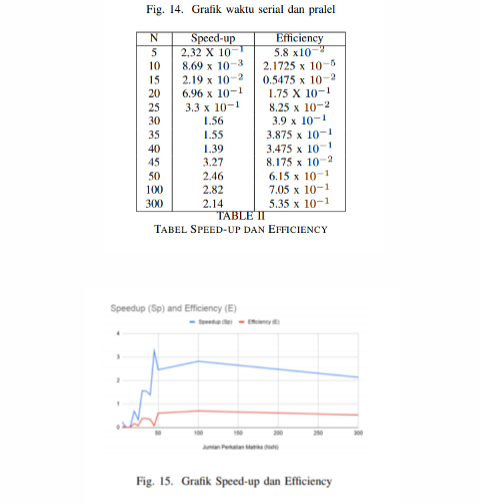 Fig. 14. Grafik waktu serial dan pralel
N Speed-up Efficiency
5 2,32 X 10⁻¹ 5.8 x10⁻²
10 8.69 x 10⁻³ 2.1725 x 10⁻⁵
15 2.19 x 10⁻² 0.5475 x 10⁻²
20 6.96 x 10⁻¹ 1.75 X 10⁻¹
25 3.3 x 10⁻¹ 8.25 x 10⁻²
30 1.56 3.9 x 10⁻¹
35 1.55 3.875 x 10⁻¹
40 1.39 3.475 x 10⁻¹
45 3.27 8.175 x 10⁻²
50 2.46 6.15 x 10⁻¹
100 2.82 7.05 x 10⁻¹
300 2.14 5.35 x 10⁻¹
TABLE II
TABEL SPEED-UP DAN EFFICIENCY
Speedup (Sp) and Efficiency (E)
Speedup (Sp) Efficiency (E)
4
3
2
1
0
50 100 150 200 250 300
Jumlah Perkalian Matriks (NxN)
Fig. 15. Grafik Speed-up dan Efficiency